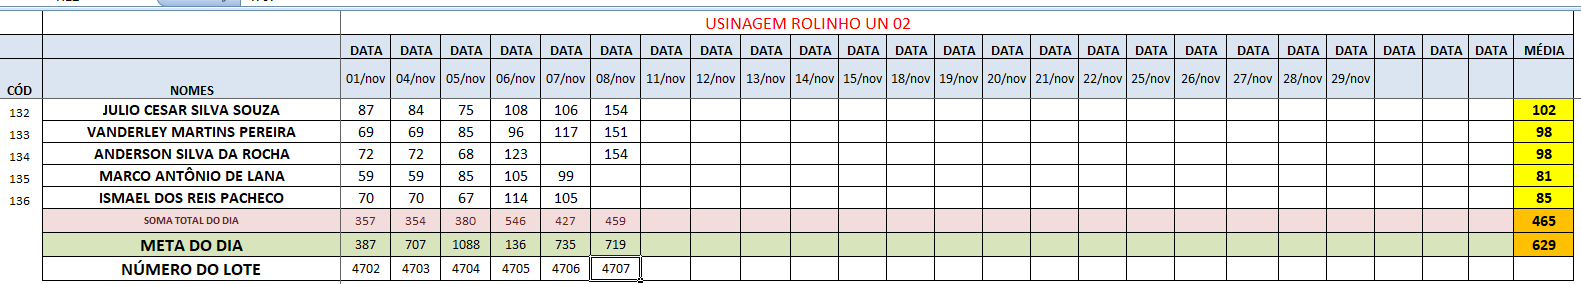 USINAGEM ROLINHO UN 02
DATA DATA DATA DATA DATA DATA DATA DATA DATA DATA DATA DATA DATA DATA DATA DATA DATA DATA DATA DATA DATA DATA DATA DATA MÉDIA
CÓD NOMES 01/nov 04/nov 05/nov 06/nov 07/nov 08/nov 11/nov 12/nov 13/nov 14/nov 15/nov 18/nov 19/nov 20/nov 21/nov 22/nov 25/nov 26/nov 27/nov 28/nov 29/nov
132 JULIO CESAR SILVA SOUZA 87 84 75 108 106 154 102
133 VANDERLEY MARTINS PEREIRA 69 69 85 96 117 151 98
134 ANDERSON SILVA DA ROCHA 72 72 68 123 154 98
135 MARCO ANTÔNIO DE LANA 59 59 85 105 99 81
136 ISMAEL DOS REIS PACHECO 70 70 67 114 105 85
SOMA TOTAL DO DIA 357 354 380 546 427 459 465
META DO DIA 387 707 1088 136 735 719 629
NÚMERO DO LOTE 4702 4703 4704 4705 4706 4707